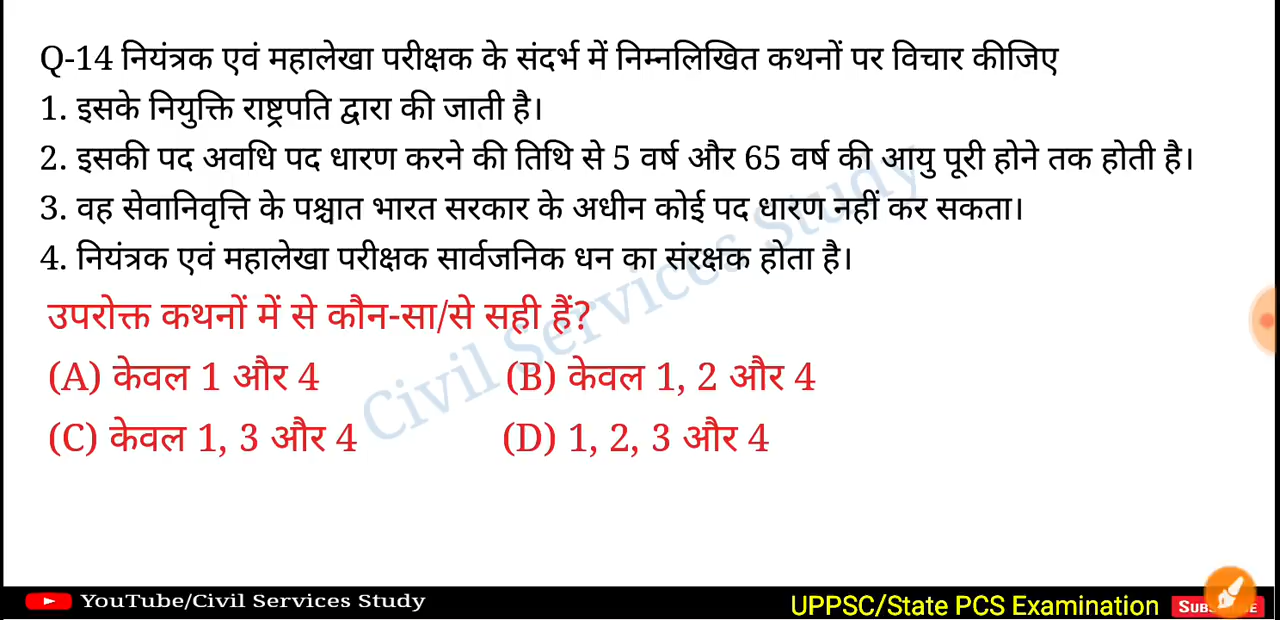 Q-14 नियंत्रक एवं महालेखा परीक्षक के संदर्भ में निम्नलिखित कथनों पर विचार कीजिए
1. इसके नियुक्ति राष्ट्रपति द्वारा की जाती है।
2. इसकी पद अवधि पद धारण करने की तिथि से 5 वर्ष और 65 वर्ष की आयु पूरी होने तक होती है।
3. वह सेवानिवृत्ति के पश्चात भारत सरकार के अधीन कोई पद धारण नहीं कर सकता।
4. नियंत्रक एवं महालेखा परीक्षक सार्वजनिक धन का संरक्षक होता है।
उपरोक्त कथनों में से कौन-सा/से सही हैं?
(A) केवल 1 और 4 (B) केवल 1, 2 और 4
(C) केवल 1, 3 और 4 (D) 1, 2, 3 और 4
Civil Services Study
YouTube/Civil Services Study
UPPSC/State PCS Examination